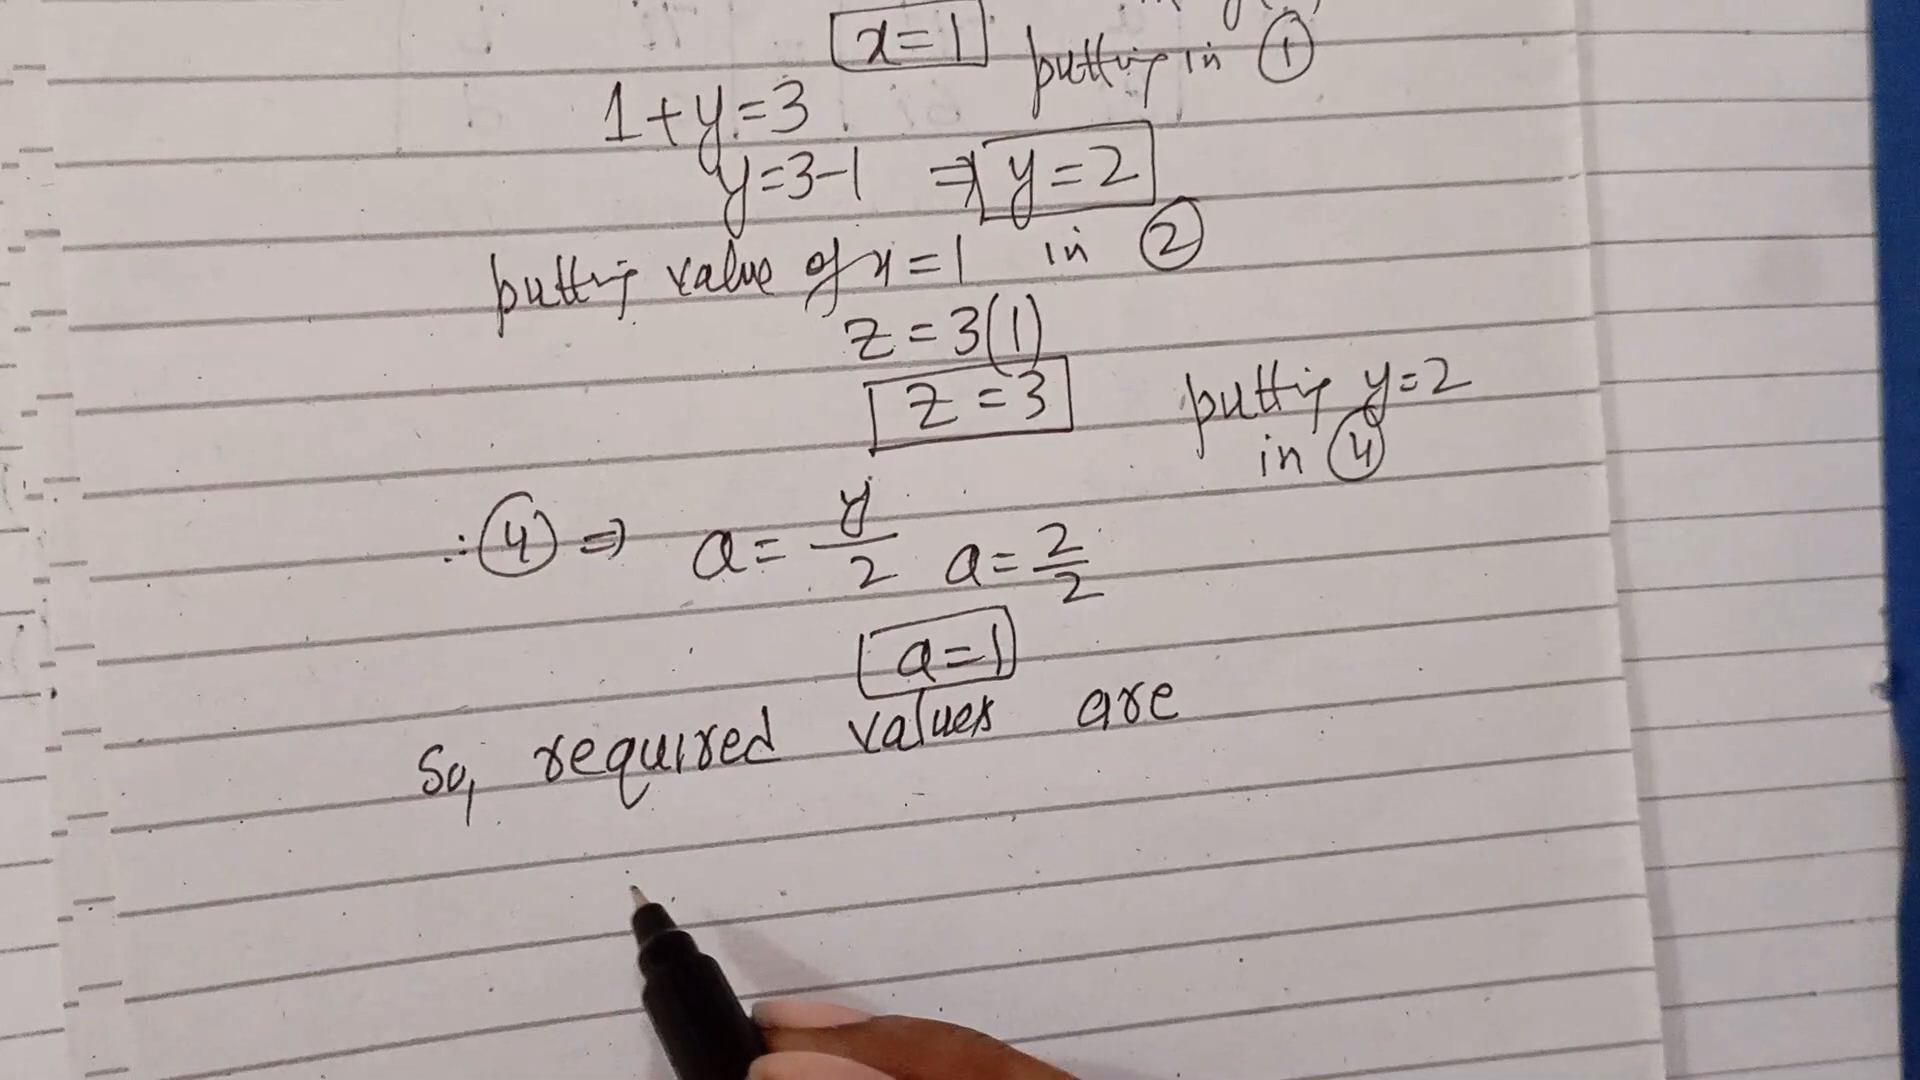 x=1 putting in ①
1+y=3
y=3-1 ⇒ y=2
putting value of x=1 in ②
z=3(1)
z=3 putting y=2
in ④
∴ ④ ⇒ a=y/2 a=2/2
a=1
So, required values are